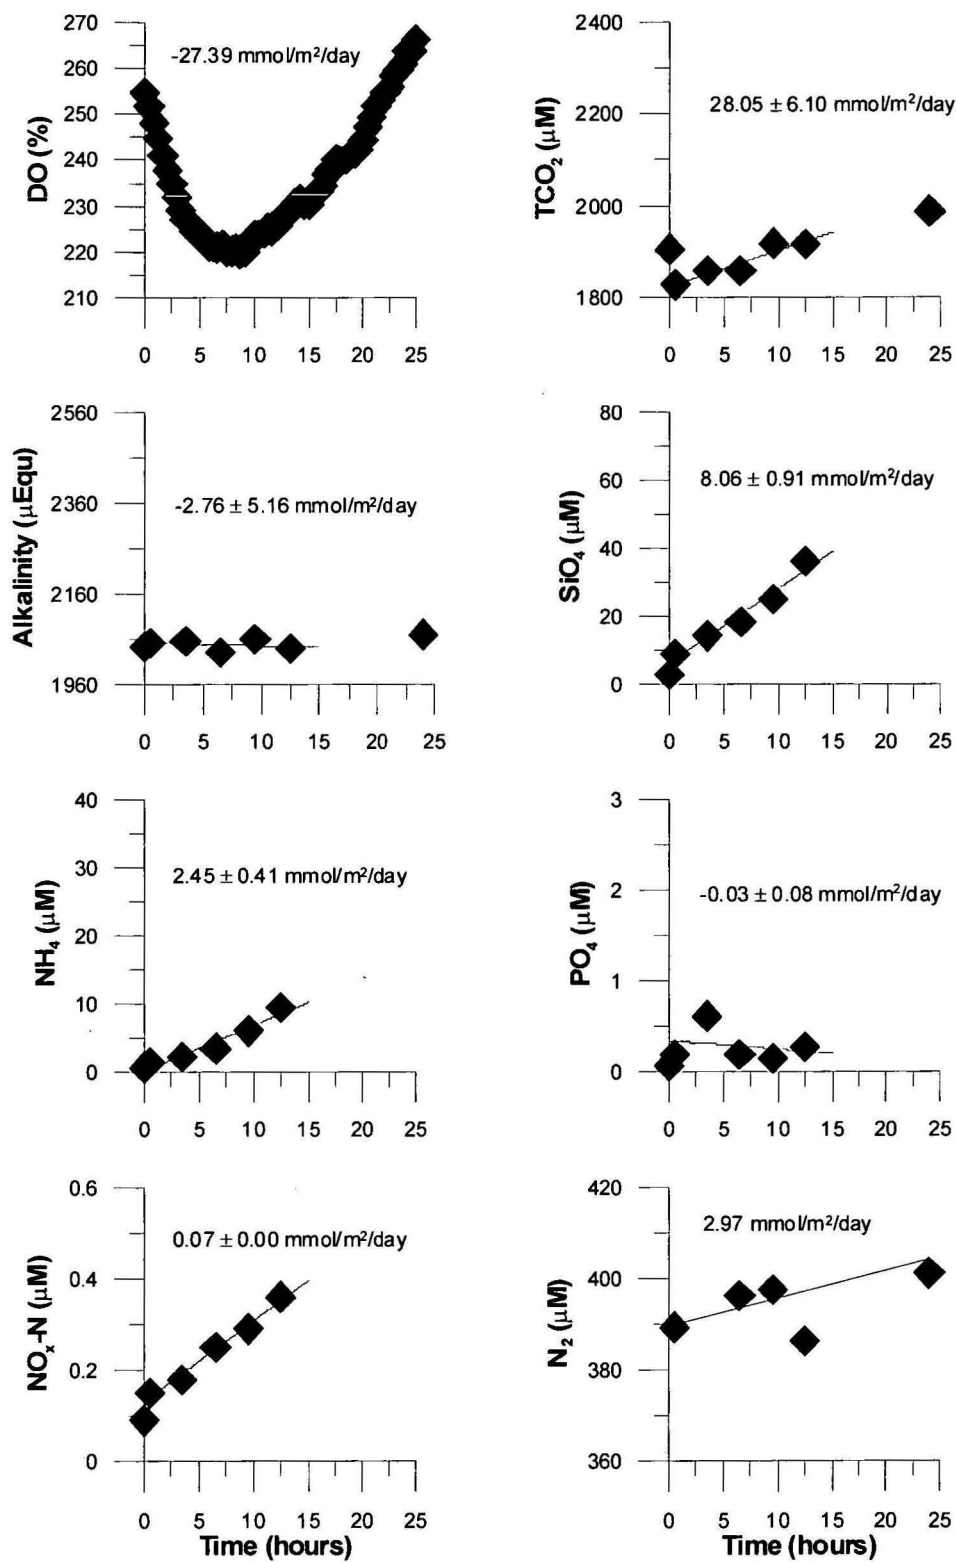 270
260
250
240
230
220
210
DO (%)
-27.39 mmol/m²/day
0 5 10 15 20 25
2400
2200
2000
1800
TCO₂ (μM)
28.05 ± 6.10 mmol/m²/day
0 5 10 15 20 25
2560
2360
2160
1960
Alkalinity (μEqu)
-2.76 ± 5.16 mmol/m²/day
0 5 10 15 20 25
80
60
40
20
0
SiO₄ (μM)
8.06 ± 0.91 mmol/m²/day
0 5 10 15 20 25
40
30
20
10
0
NH₄ (μM)
2.45 ± 0.41 mmol/m²/day
0 5 10 15 20 25
3
2
1
0
PO₄ (μM)
-0.03 ± 0.08 mmol/m²/day
0 5 10 15 20 25
0.6
0.4
0.2
0
NOₓ-N (μM)
0.07 ± 0.00 mmol/m²/day
0 5 10 15 20 25
Time (hours)
420
400
380
360
N₂ (μM)
2.97 mmol/m²/day
0 5 10 15 20 25
Time (hours)